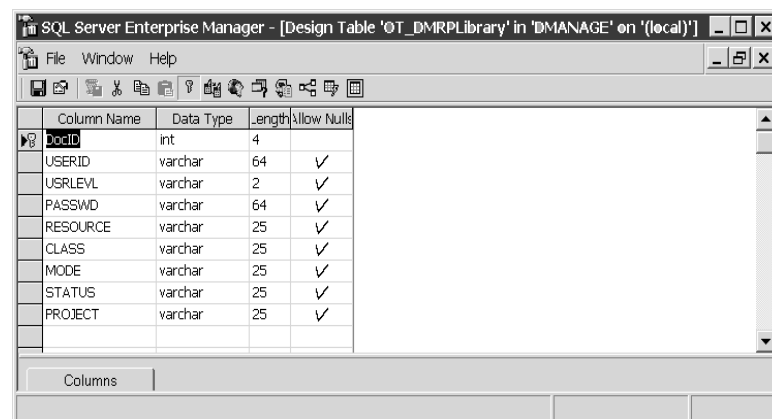 SQL Server Enterprise Manager - [Design Table 'OT_DMRPLibrary' in 'DMANAGE' on '(local)']
File Window Help
Column Name Data Type Length Allow Nulls
DocID int 4
USERID varchar 64
USRLEVL varchar 2
PASSWD varchar 64
RESOURCE varchar 25
CLASS varchar 25
MODE varchar 25
STATUS varchar 25
PROJECT varchar 25
Columns